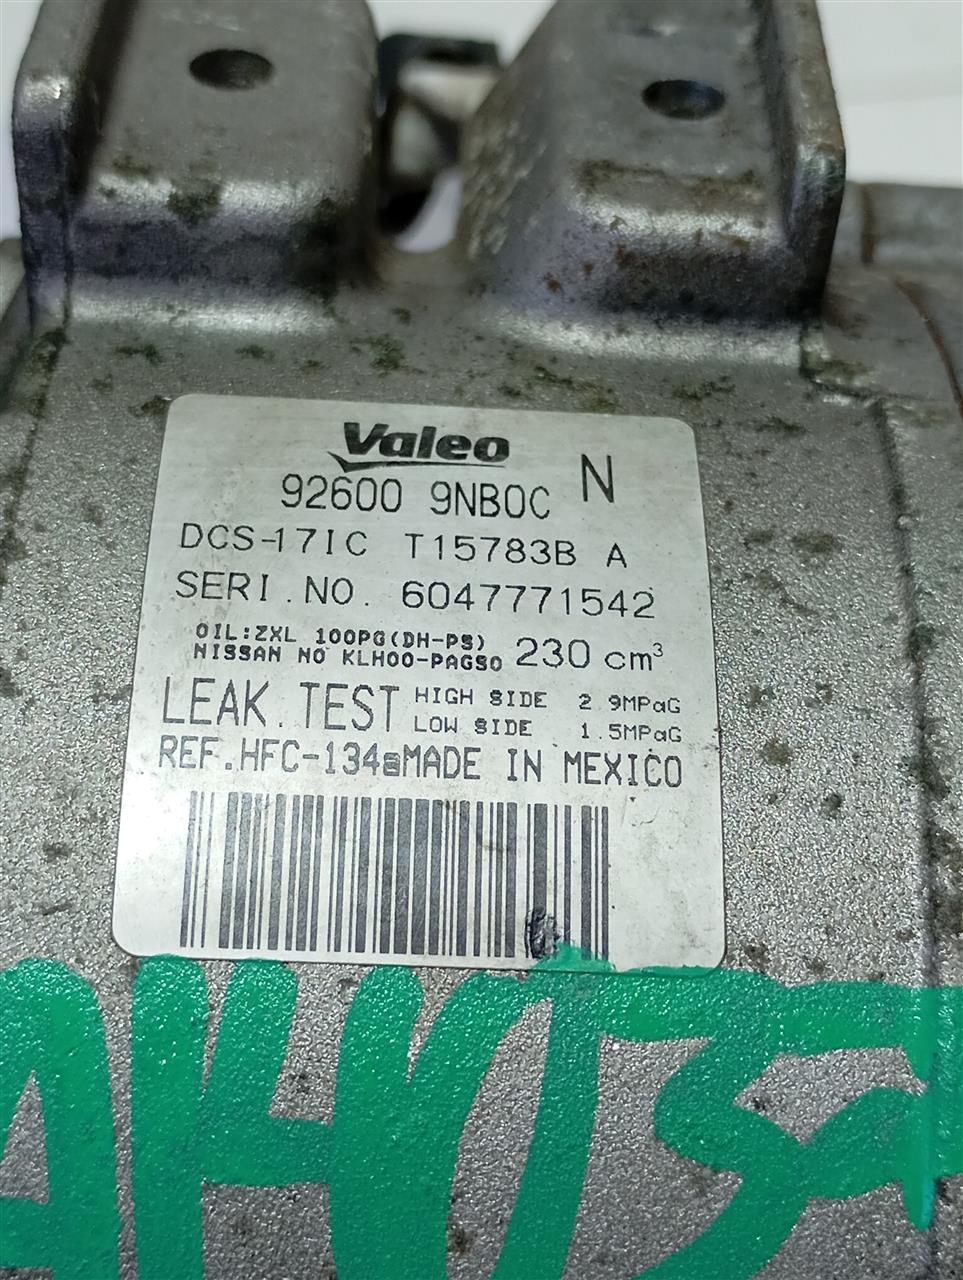 Valeo
92600 9NB0C N
DCS-17IC T15783B A
SERI.NO. 6047771542
OIL:ZXL 100PG(DH-PS)
NISSAN NO KLH00-PAGS0 230 cm³
LEAK.TEST HIGH SIDE 2.9MPaG
LOW SIDE 1.5MPaG
REF.HFC-134a MADE IN MEXICO